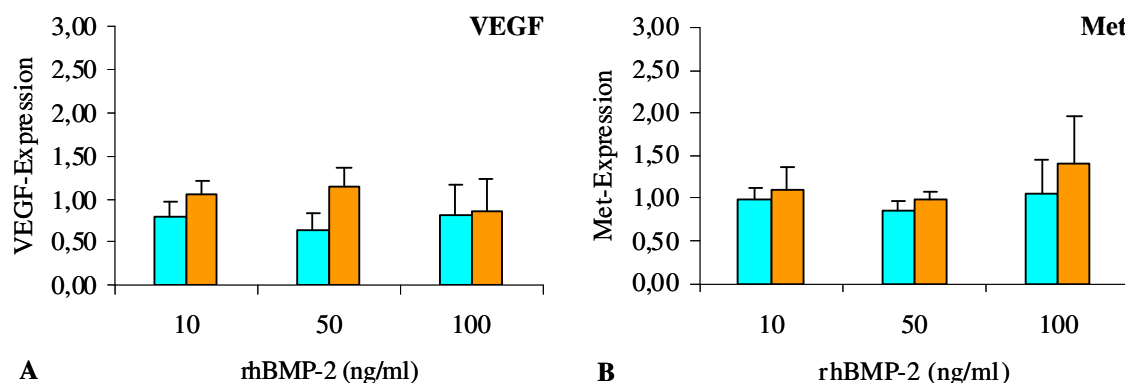 VEGF
3,00
2,50
2,00
1,50
1,00
0,50
0,00
VEGF-Expression
10 50 100
A rhBMP-2 (ng/ml)
Met
3,00
2,50
2,00
1,50
1,00
0,50
0,00
Met-Expression
10 50 100
B rhBMP-2 (ng/ml)